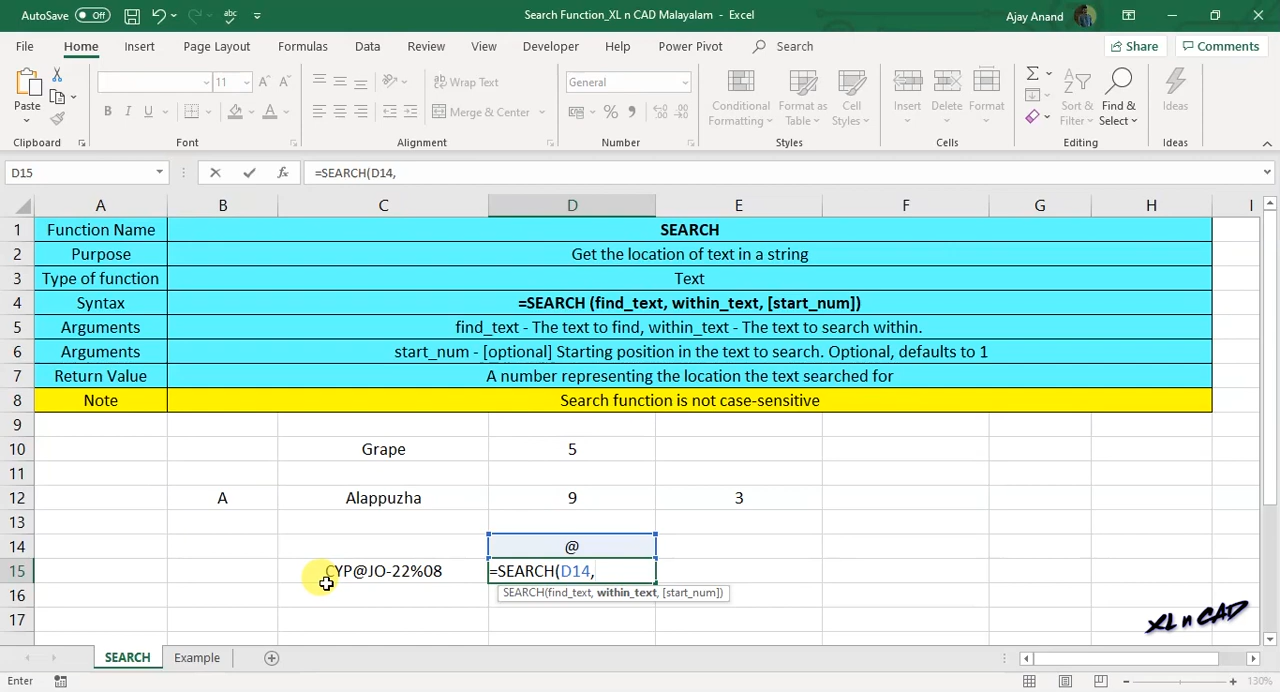 AutoSave Off Search Function_XL n CAD Malayalam - Excel Ajay Anand
File Home Insert Page Layout Formulas Data Review View Developer Help Power Pivot Search Share Comments
Paste 11 A A Wrap Text General Conditional Formatting Format as Table Cell Styles Insert Delete Format Sort & Filter Find & Select Ideas
B I U A Merge & Center % 9
Clipboard Font Alignment Number Styles Cells Editing Ideas
D15 fx =SEARCH(D14,
A B C D E F G H I
1 Function Name SEARCH
2 Purpose Get the location of text in a string
3 Type of function Text
4 Syntax =SEARCH (find_text, within_text, [start_num])
5 Arguments find_text - The text to find, within_text - The text to search within.
6 Arguments start_num - [optional] Starting position in the text to search. Optional, defaults to 1
7 Return Value A number representing the location the text searched for
8 Note Search function is not case-sensitive
9
10 Grape 5
11
12 A Alappuzha 9 3
13
14 @
15 CYP@JO-22%08 =SEARCH(D14,
16 SEARCH(find_text, within_text, [start_num])
17 XL n CAD
SEARCH Example
Enter 130%